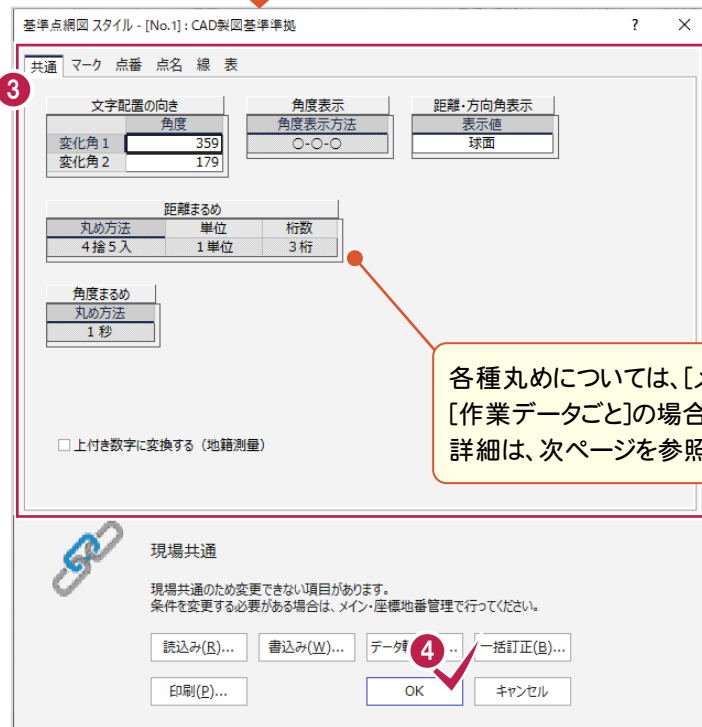 基準点網図 スタイル - [No.1] : CAD製図基準準拠 ? ×
共通 マーク 点番 点名 線 表
3
文字配置の向き 角度表示 距離・方向角表示
角度 角度表示方法 表示値
変化角1 359 ○-○-○ 球面
変化角2 179
距離まるめ
丸め方法 単位 桁数
4捨5入 1単位 3桁
角度まるめ
丸め方法
1秒
各種丸めについては、[
[作業データごと]の場合
詳細は、次ページを参照
上付き数字に変換する（地籍測量）
現場共通
現場共通のため変更できない項目があります。
条件を変更する必要がある場合は、メイン・座標地番管理で行ってください。
読込み(R)... 書込み(W)... データ 一括訂正(B)...
4
印刷(P)... OK キャンセル